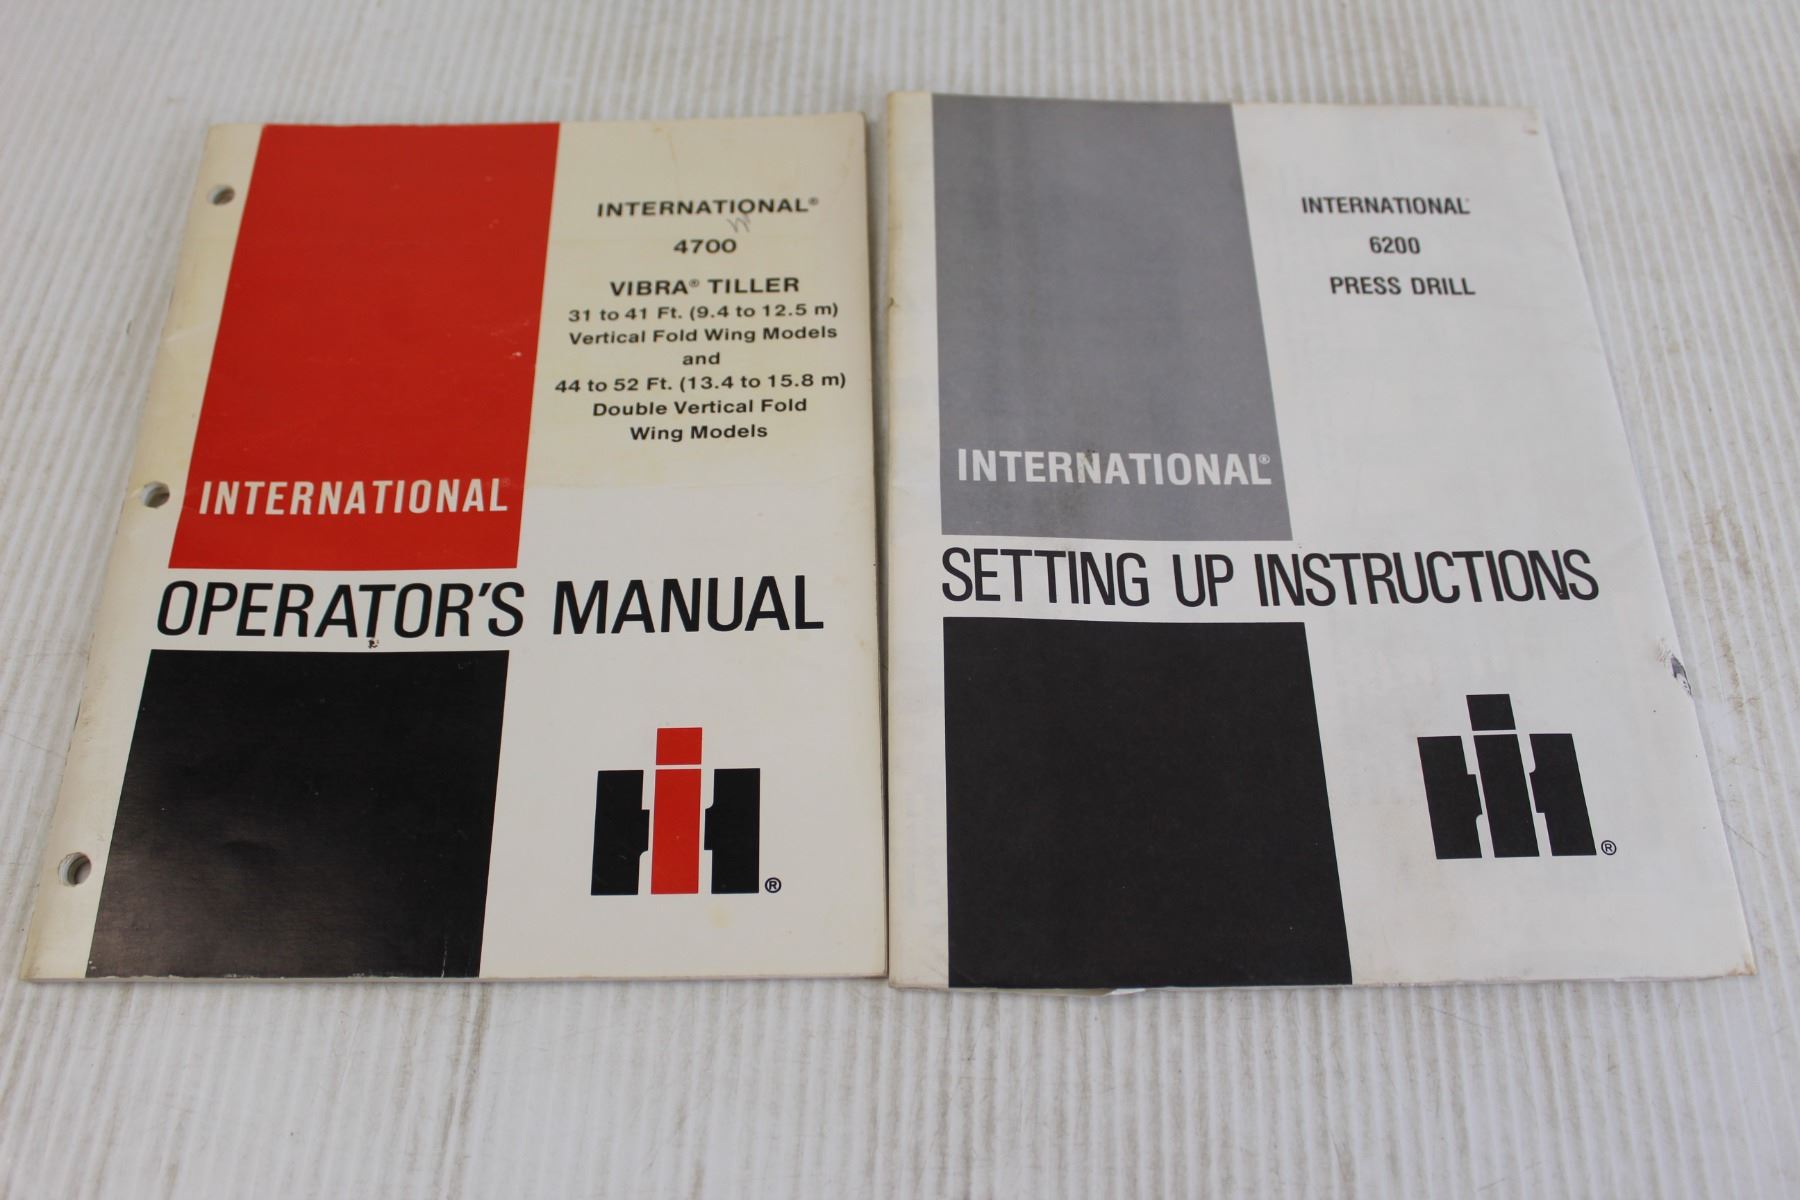 INTERNATIONAL®
4700
VIBRA® TILLER
31 to 41 Ft. (9.4 to 12.5 m)
Vertical Fold Wing Models
and
44 to 52 Ft. (13.4 to 15.8 m)
Double Vertical Fold
Wing Models
INTERNATIONAL®
OPERATOR'S MANUAL
IH®
INTERNATIONAL®
6200
PRESS DRILL
INTERNATIONAL®
SETTING UP INSTRUCTIONS
IH®